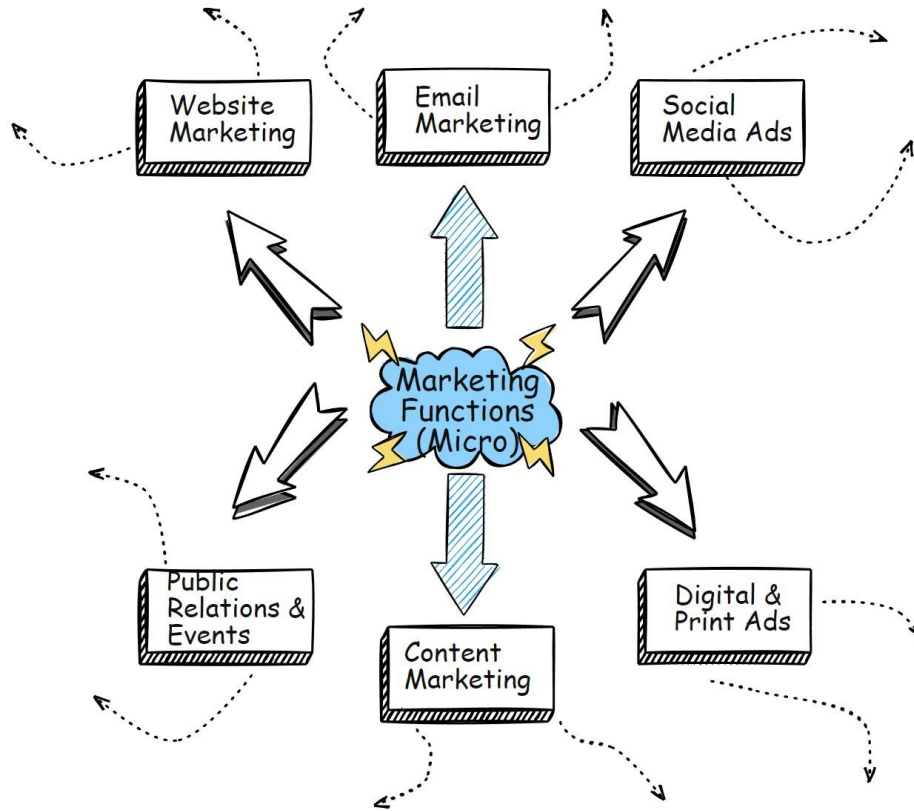 Website
Marketing
Email
Marketing
Social
Media Ads
Marketing
Functions
(Micro)
Public
Relations &
Events
Content
Marketing
Digital &
Print Ads